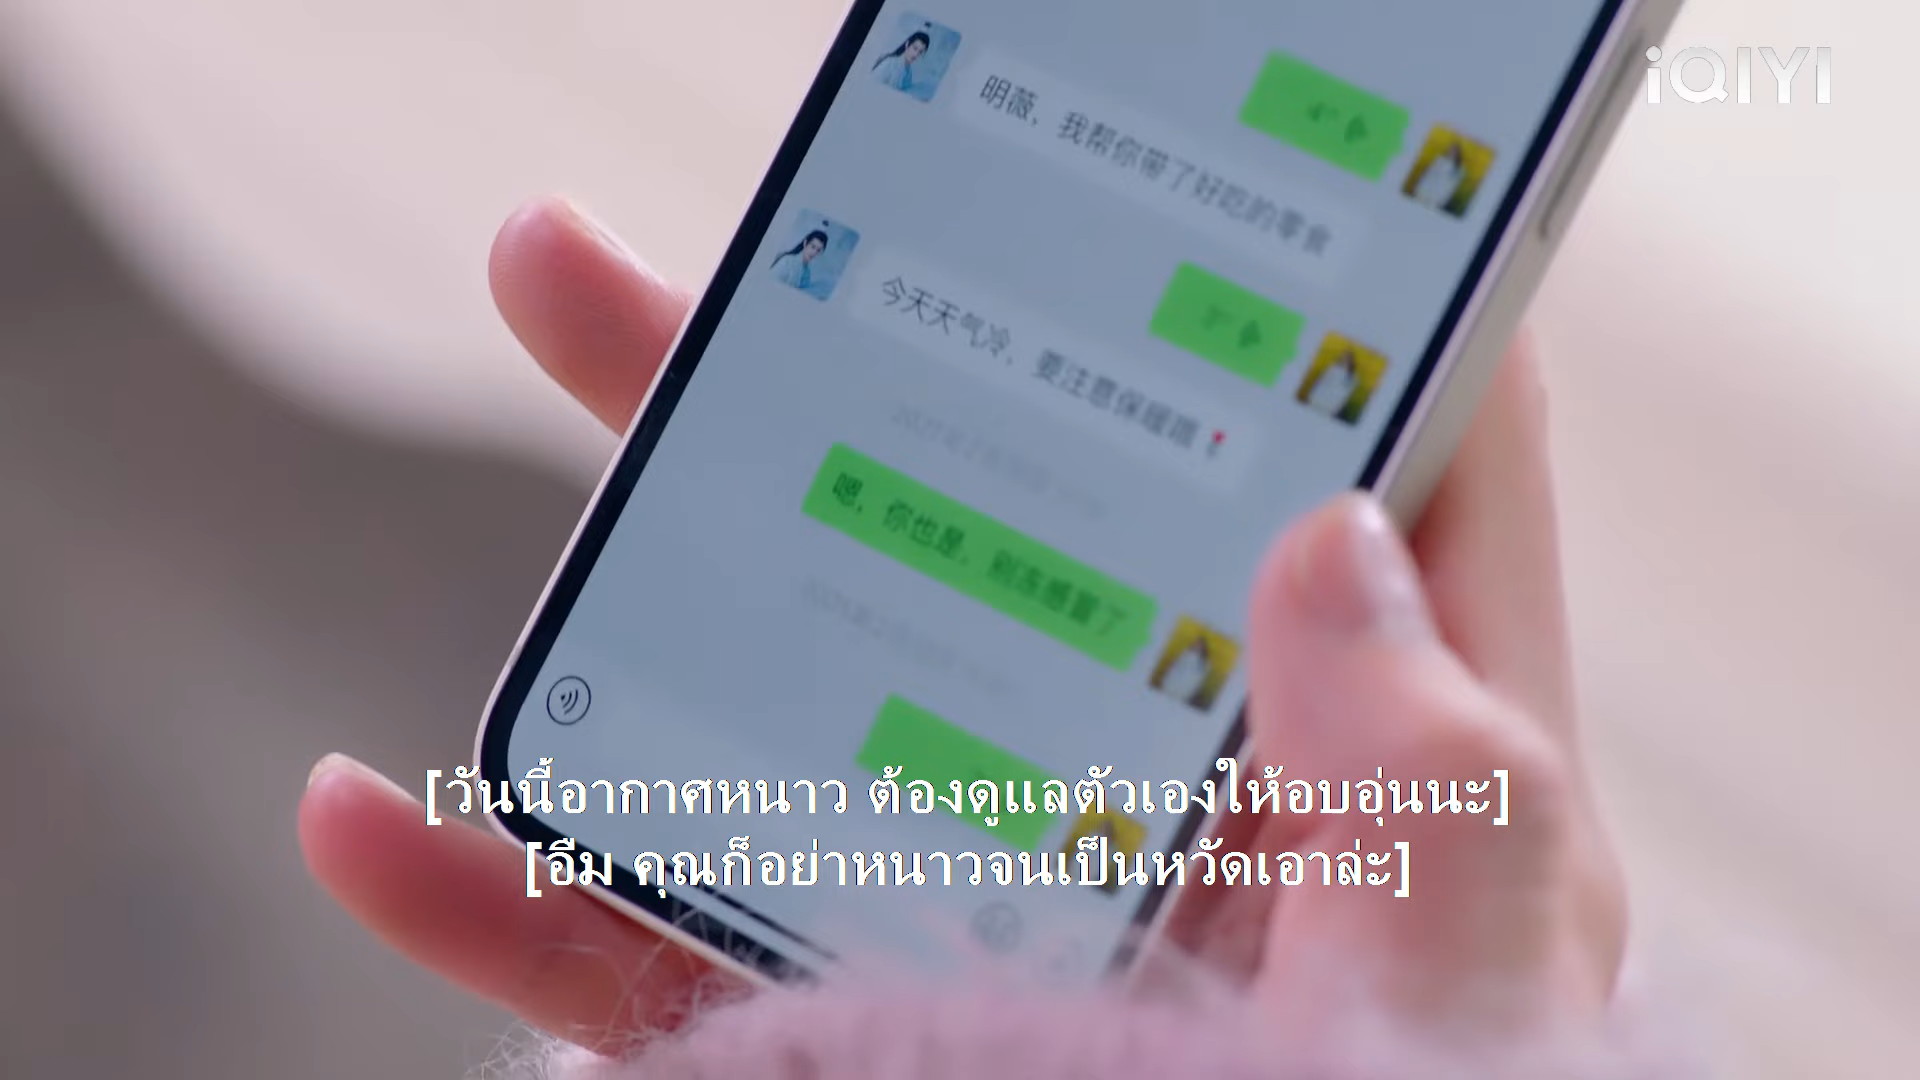 iQIYI
4"
明薇，我帮你带了好吃的零食
今天天气冷，要注意保暖哦
嗯，你也是，别冻感冒了
[วันนี้อากาศหนาว ต้องดูแลตัวเองให้อบอุ่นนะ]
[อืม คุณก็อย่าหนาวจนเป็นหวัดเอาล่ะ]